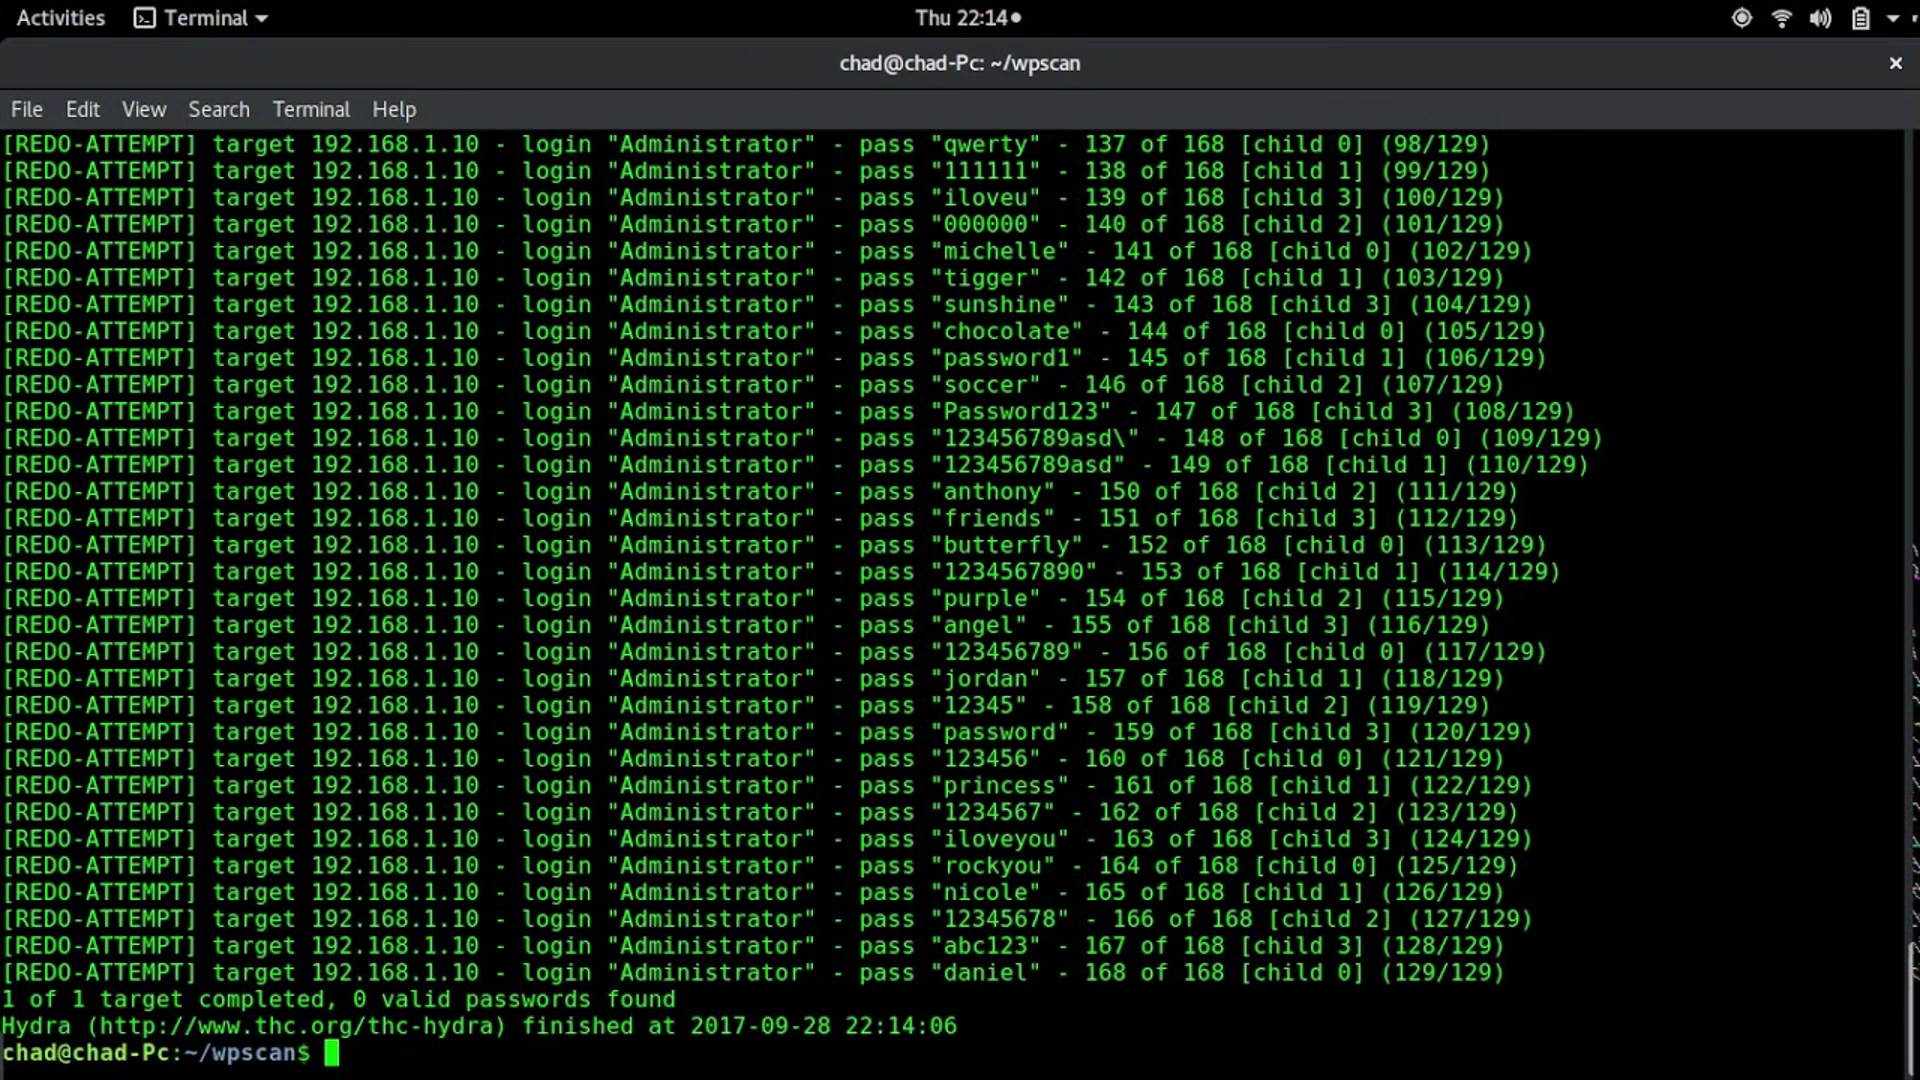 Activities Terminal Thu 22:14
chad@chad-Pc: ~/wpscan ×
File Edit View Search Terminal Help
[REDO-ATTEMPT] target 192.168.1.10 - login "Administrator" - pass "qwerty" - 137 of 168 [child 0] (98/129)
[REDO-ATTEMPT] target 192.168.1.10 - login "Administrator" - pass "111111" - 138 of 168 [child 1] (99/129)
[REDO-ATTEMPT] target 192.168.1.10 - login "Administrator" - pass "iloveu" - 139 of 168 [child 3] (100/129)
[REDO-ATTEMPT] target 192.168.1.10 - login "Administrator" - pass "000000" - 140 of 168 [child 2] (101/129)
[REDO-ATTEMPT] target 192.168.1.10 - login "Administrator" - pass "michelle" - 141 of 168 [child 0] (102/129)
[REDO-ATTEMPT] target 192.168.1.10 - login "Administrator" - pass "tigger" - 142 of 168 [child 1] (103/129)
[REDO-ATTEMPT] target 192.168.1.10 - login "Administrator" - pass "sunshine" - 143 of 168 [child 3] (104/129)
[REDO-ATTEMPT] target 192.168.1.10 - login "Administrator" - pass "chocolate" - 144 of 168 [child 0] (105/129)
[REDO-ATTEMPT] target 192.168.1.10 - login "Administrator" - pass "password1" - 145 of 168 [child 1] (106/129)
[REDO-ATTEMPT] target 192.168.1.10 - login "Administrator" - pass "soccer" - 146 of 168 [child 2] (107/129)
[REDO-ATTEMPT] target 192.168.1.10 - login "Administrator" - pass "Password123" - 147 of 168 [child 3] (108/129)
[REDO-ATTEMPT] target 192.168.1.10 - login "Administrator" - pass "123456789asd\" - 148 of 168 [child 0] (109/129)
[REDO-ATTEMPT] target 192.168.1.10 - login "Administrator" - pass "123456789asd" - 149 of 168 [child 1] (110/129)
[REDO-ATTEMPT] target 192.168.1.10 - login "Administrator" - pass "anthony" - 150 of 168 [child 2] (111/129)
[REDO-ATTEMPT] target 192.168.1.10 - login "Administrator" - pass "friends" - 151 of 168 [child 3] (112/129)
[REDO-ATTEMPT] target 192.168.1.10 - login "Administrator" - pass "butterfly" - 152 of 168 [child 0] (113/129)
[REDO-ATTEMPT] target 192.168.1.10 - login "Administrator" - pass "1234567890" - 153 of 168 [child 1] (114/129)
[REDO-ATTEMPT] target 192.168.1.10 - login "Administrator" - pass "purple" - 154 of 168 [child 2] (115/129)
[REDO-ATTEMPT] target 192.168.1.10 - login "Administrator" - pass "angel" - 155 of 168 [child 3] (116/129)
[REDO-ATTEMPT] target 192.168.1.10 - login "Administrator" - pass "123456789" - 156 of 168 [child 0] (117/129)
[REDO-ATTEMPT] target 192.168.1.10 - login "Administrator" - pass "jordan" - 157 of 168 [child 1] (118/129)
[REDO-ATTEMPT] target 192.168.1.10 - login "Administrator" - pass "12345" - 158 of 168 [child 2] (119/129)
[REDO-ATTEMPT] target 192.168.1.10 - login "Administrator" - pass "password" - 159 of 168 [child 3] (120/129)
[REDO-ATTEMPT] target 192.168.1.10 - login "Administrator" - pass "123456" - 160 of 168 [child 0] (121/129)
[REDO-ATTEMPT] target 192.168.1.10 - login "Administrator" - pass "princess" - 161 of 168 [child 1] (122/129)
[REDO-ATTEMPT] target 192.168.1.10 - login "Administrator" - pass "1234567" - 162 of 168 [child 2] (123/129)
[REDO-ATTEMPT] target 192.168.1.10 - login "Administrator" - pass "iloveyou" - 163 of 168 [child 3] (124/129)
[REDO-ATTEMPT] target 192.168.1.10 - login "Administrator" - pass "rockyou" - 164 of 168 [child 0] (125/129)
[REDO-ATTEMPT] target 192.168.1.10 - login "Administrator" - pass "nicole" - 165 of 168 [child 1] (126/129)
[REDO-ATTEMPT] target 192.168.1.10 - login "Administrator" - pass "12345678" - 166 of 168 [child 2] (127/129)
[REDO-ATTEMPT] target 192.168.1.10 - login "Administrator" - pass "abc123" - 167 of 168 [child 3] (128/129)
[REDO-ATTEMPT] target 192.168.1.10 - login "Administrator" - pass "daniel" - 168 of 168 [child 0] (129/129)
1 of 1 target completed, 0 valid passwords found
Hydra (http://www.thc.org/thc-hydra) finished at 2017-09-28 22:14:06
chad@chad-Pc:~/wpscan$